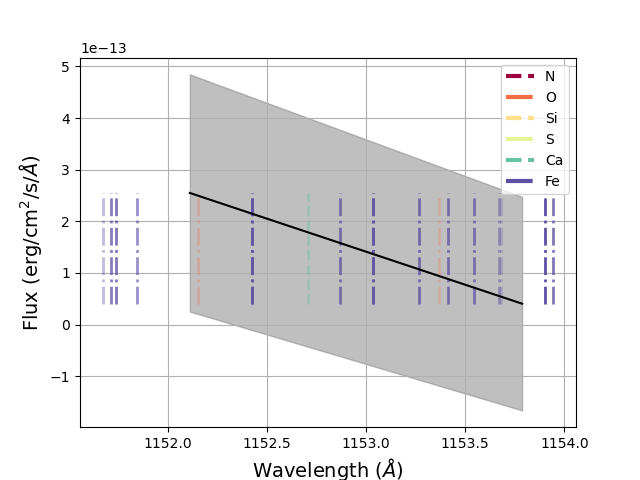 1e−13
5
4
3
2
1
0
−1
Flux (erg/cm²/s/Å)
N
O
Si
S
Ca
Fe
1152.0 1152.5 1153.0 1153.5 1154.0
Wavelength (Å)